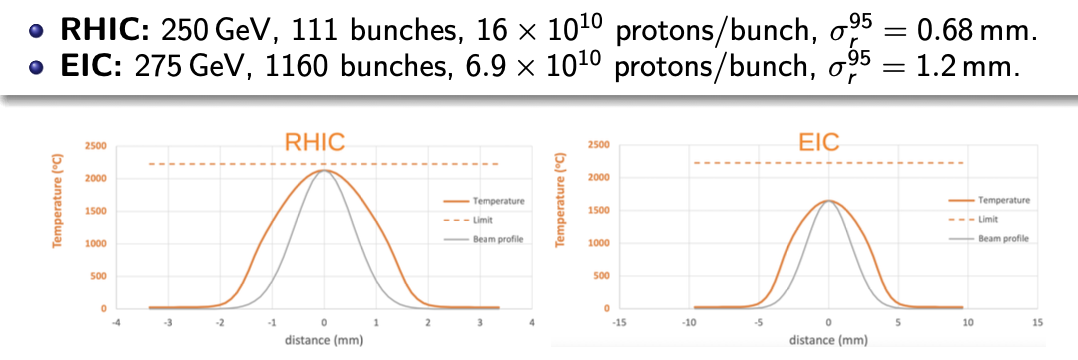 • RHIC: 250 GeV, 111 bunches, 16 × 10¹⁰ protons/bunch, σᵣ⁹⁵ = 0.68 mm.
• EIC: 275 GeV, 1160 bunches, 6.9 × 10¹⁰ protons/bunch, σᵣ⁹⁵ = 1.2 mm.
RHIC
Temperature (°C)
2500
2000
1500
1000
500
0
-4 -3 -2 -1 0 1 2 3 4
distance (mm)
Temperature
Limit
Beam profile
EIC
Temperature (°C)
2500
2000
1500
1000
500
0
-15 -10 -5 0 5 10 15
distance (mm)
Temperature
Limit
Beam profile